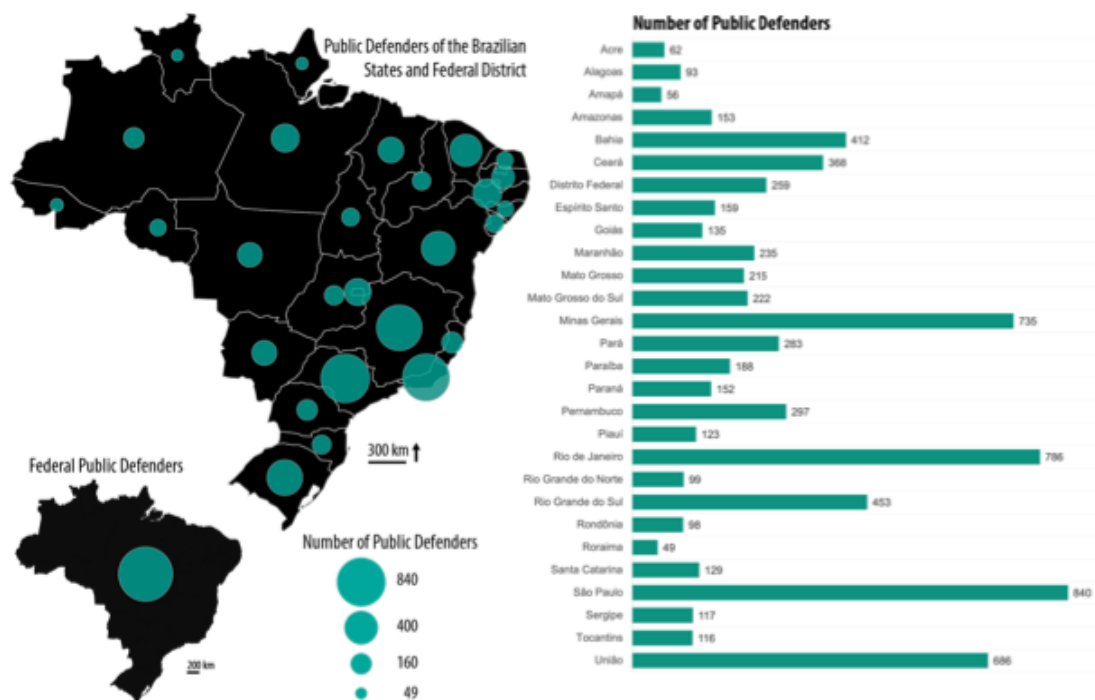 Public Defenders of the Brazilian
States and Federal District
300 km
Federal Public Defenders
200 km
Number of Public Defenders
840
400
160
49
Number of Public Defenders
Acre 62
Alagoas 93
Amapá 56
Amazonas 153
Bahia 412
Ceará 368
Distrito Federal 259
Espírito Santo 159
Goiás 135
Maranhão 235
Mato Grosso 215
Mato Grosso do Sul 222
Minas Gerais 735
Pará 283
Paraíba 188
Paraná 152
Pernambuco 297
Piauí 123
Rio de Janeiro 786
Rio Grande do Norte 99
Rio Grande do Sul 453
Rondônia 98
Roraima 49
Santa Catarina 129
São Paulo 840
Sergipe 117
Tocantins 116
União 686